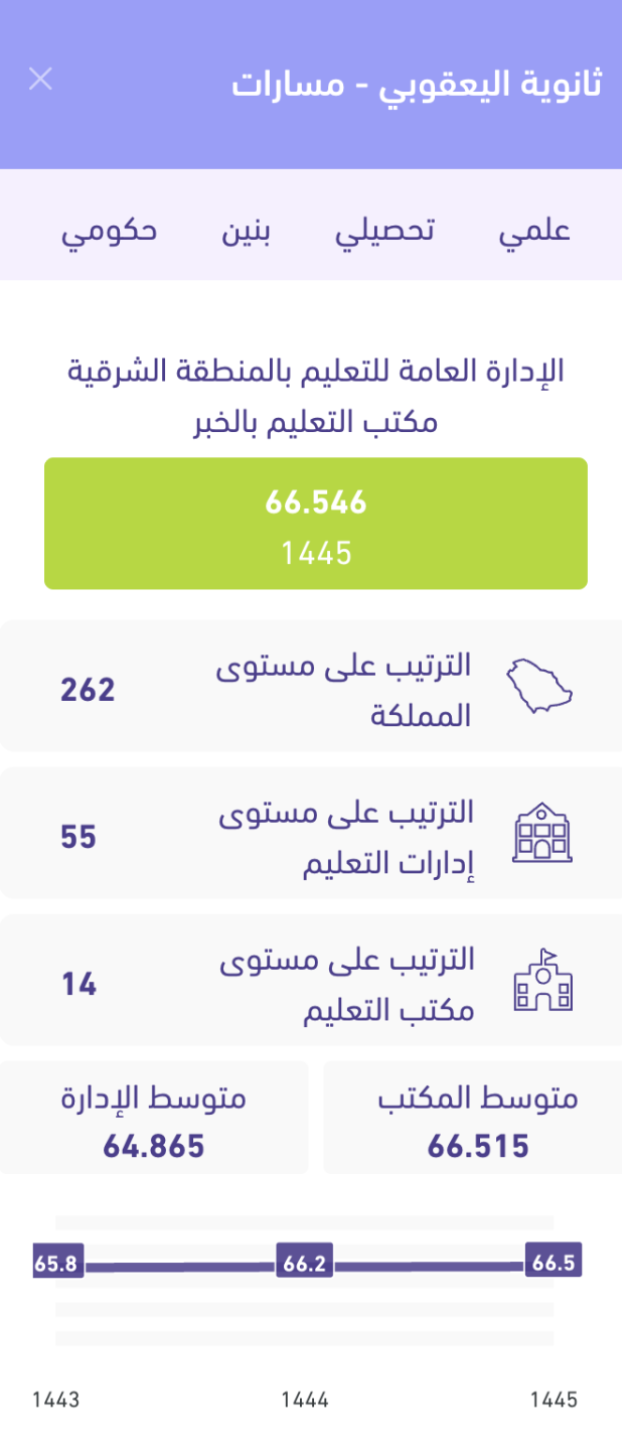 ثانوية اليعقوبي - مسارات
علمي تحصيلي بنين حكومي
الإدارة العامة للتعليم بالمنطقة الشرقية
مكتب التعليم بالخبر
66.546
1445
الترتيب على مستوى
المملكة
262
الترتيب على مستوى
إدارات التعليم
55
الترتيب على مستوى
مكتب التعليم
14
متوسط المكتب
66.515
متوسط الإدارة
64.865
65.8 66.2 66.5
1443 1444 1445